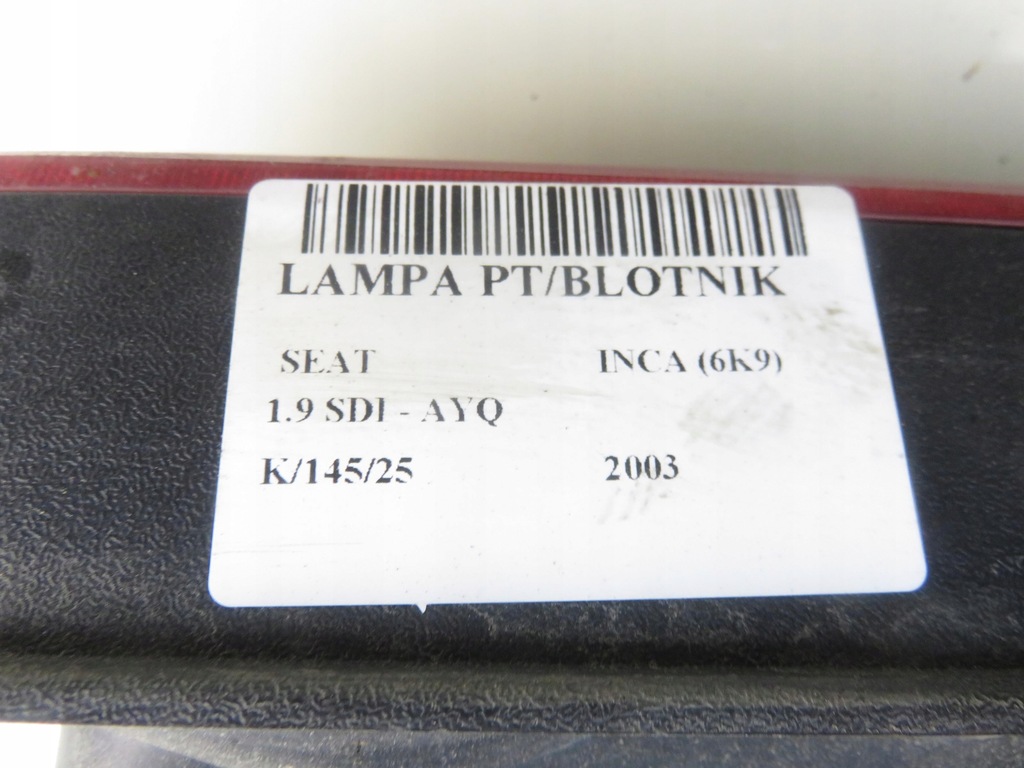 LAMPA PT/BLOTNIK
SEAT INCA (6K9)
1.9 SDI - AYQ
K/145/25 2003